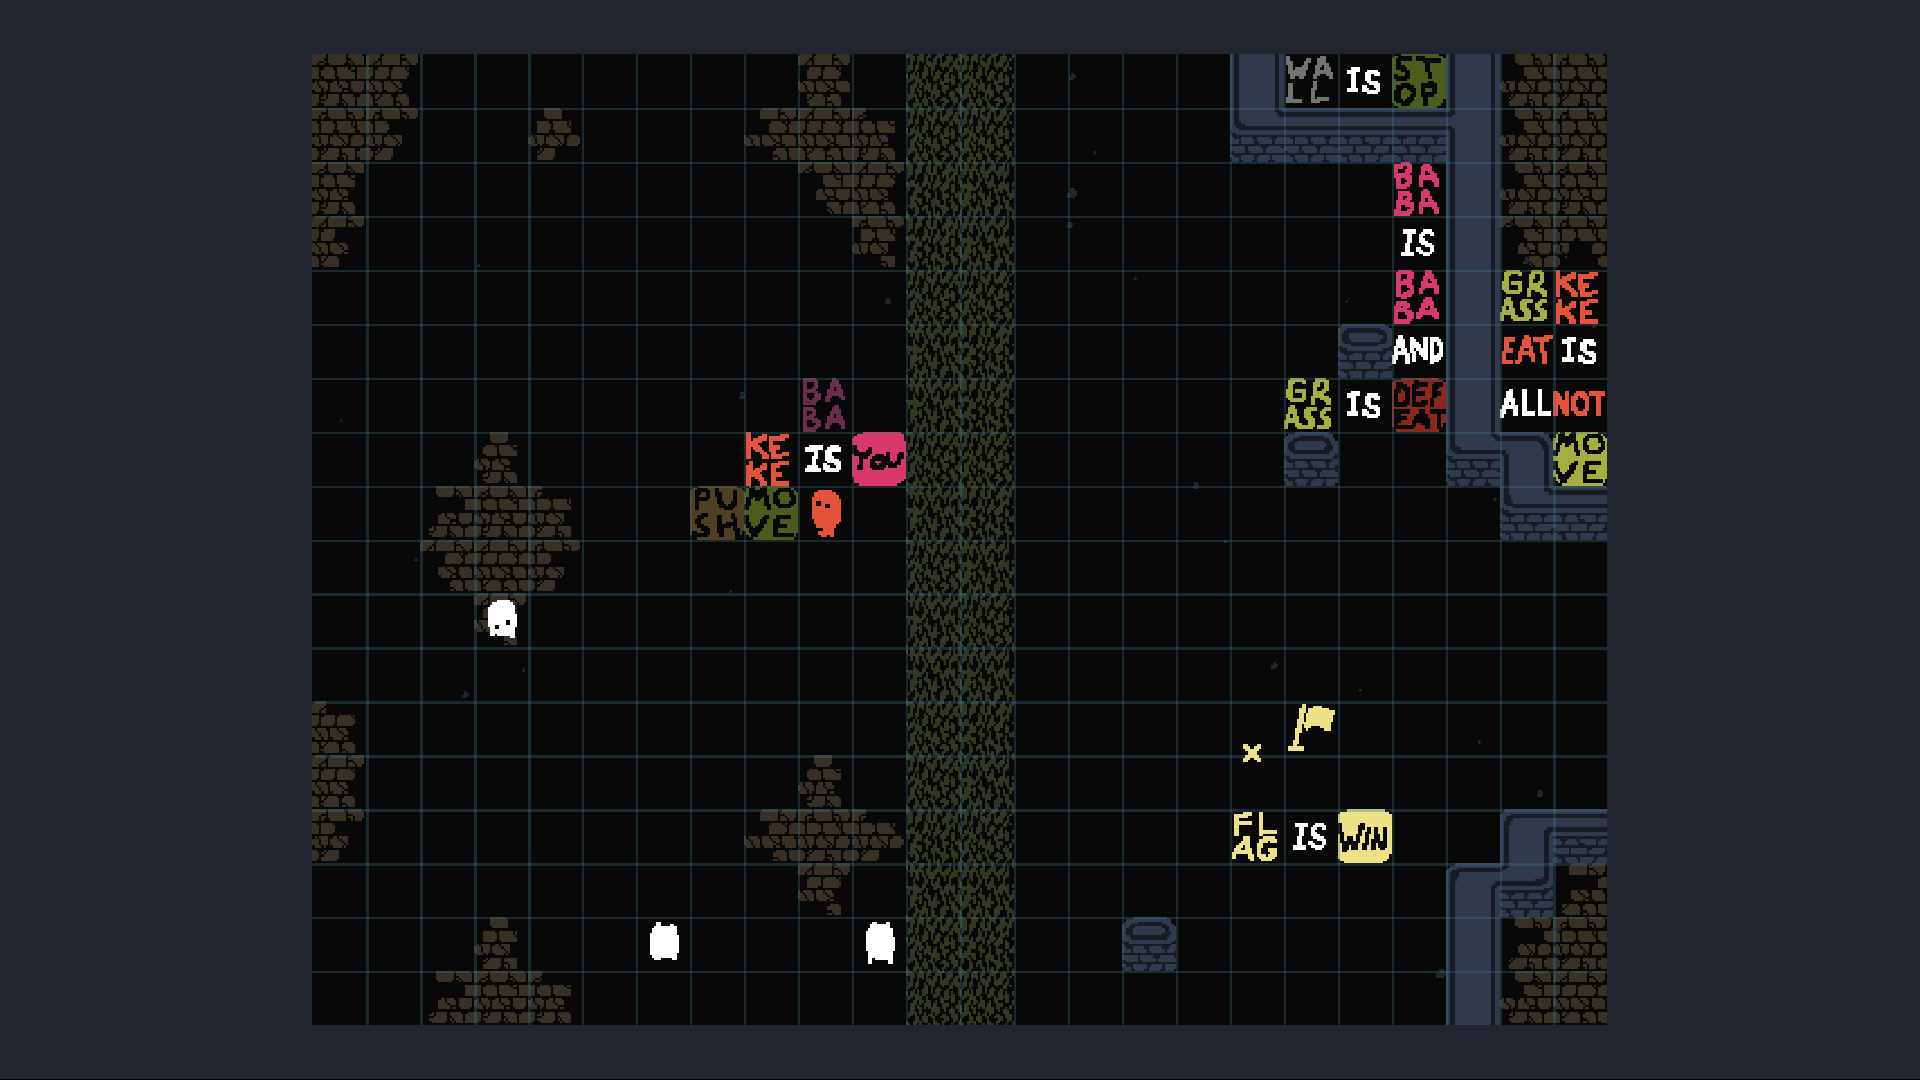 WALL IS STOP
BABA
IS
BABA GRASS KEKE
AND EAT IS
BABA GRASS IS DEFEAT ALL NOT
KEKE IS YOU MOVE
PUSH MOVE
FLAG IS WIN